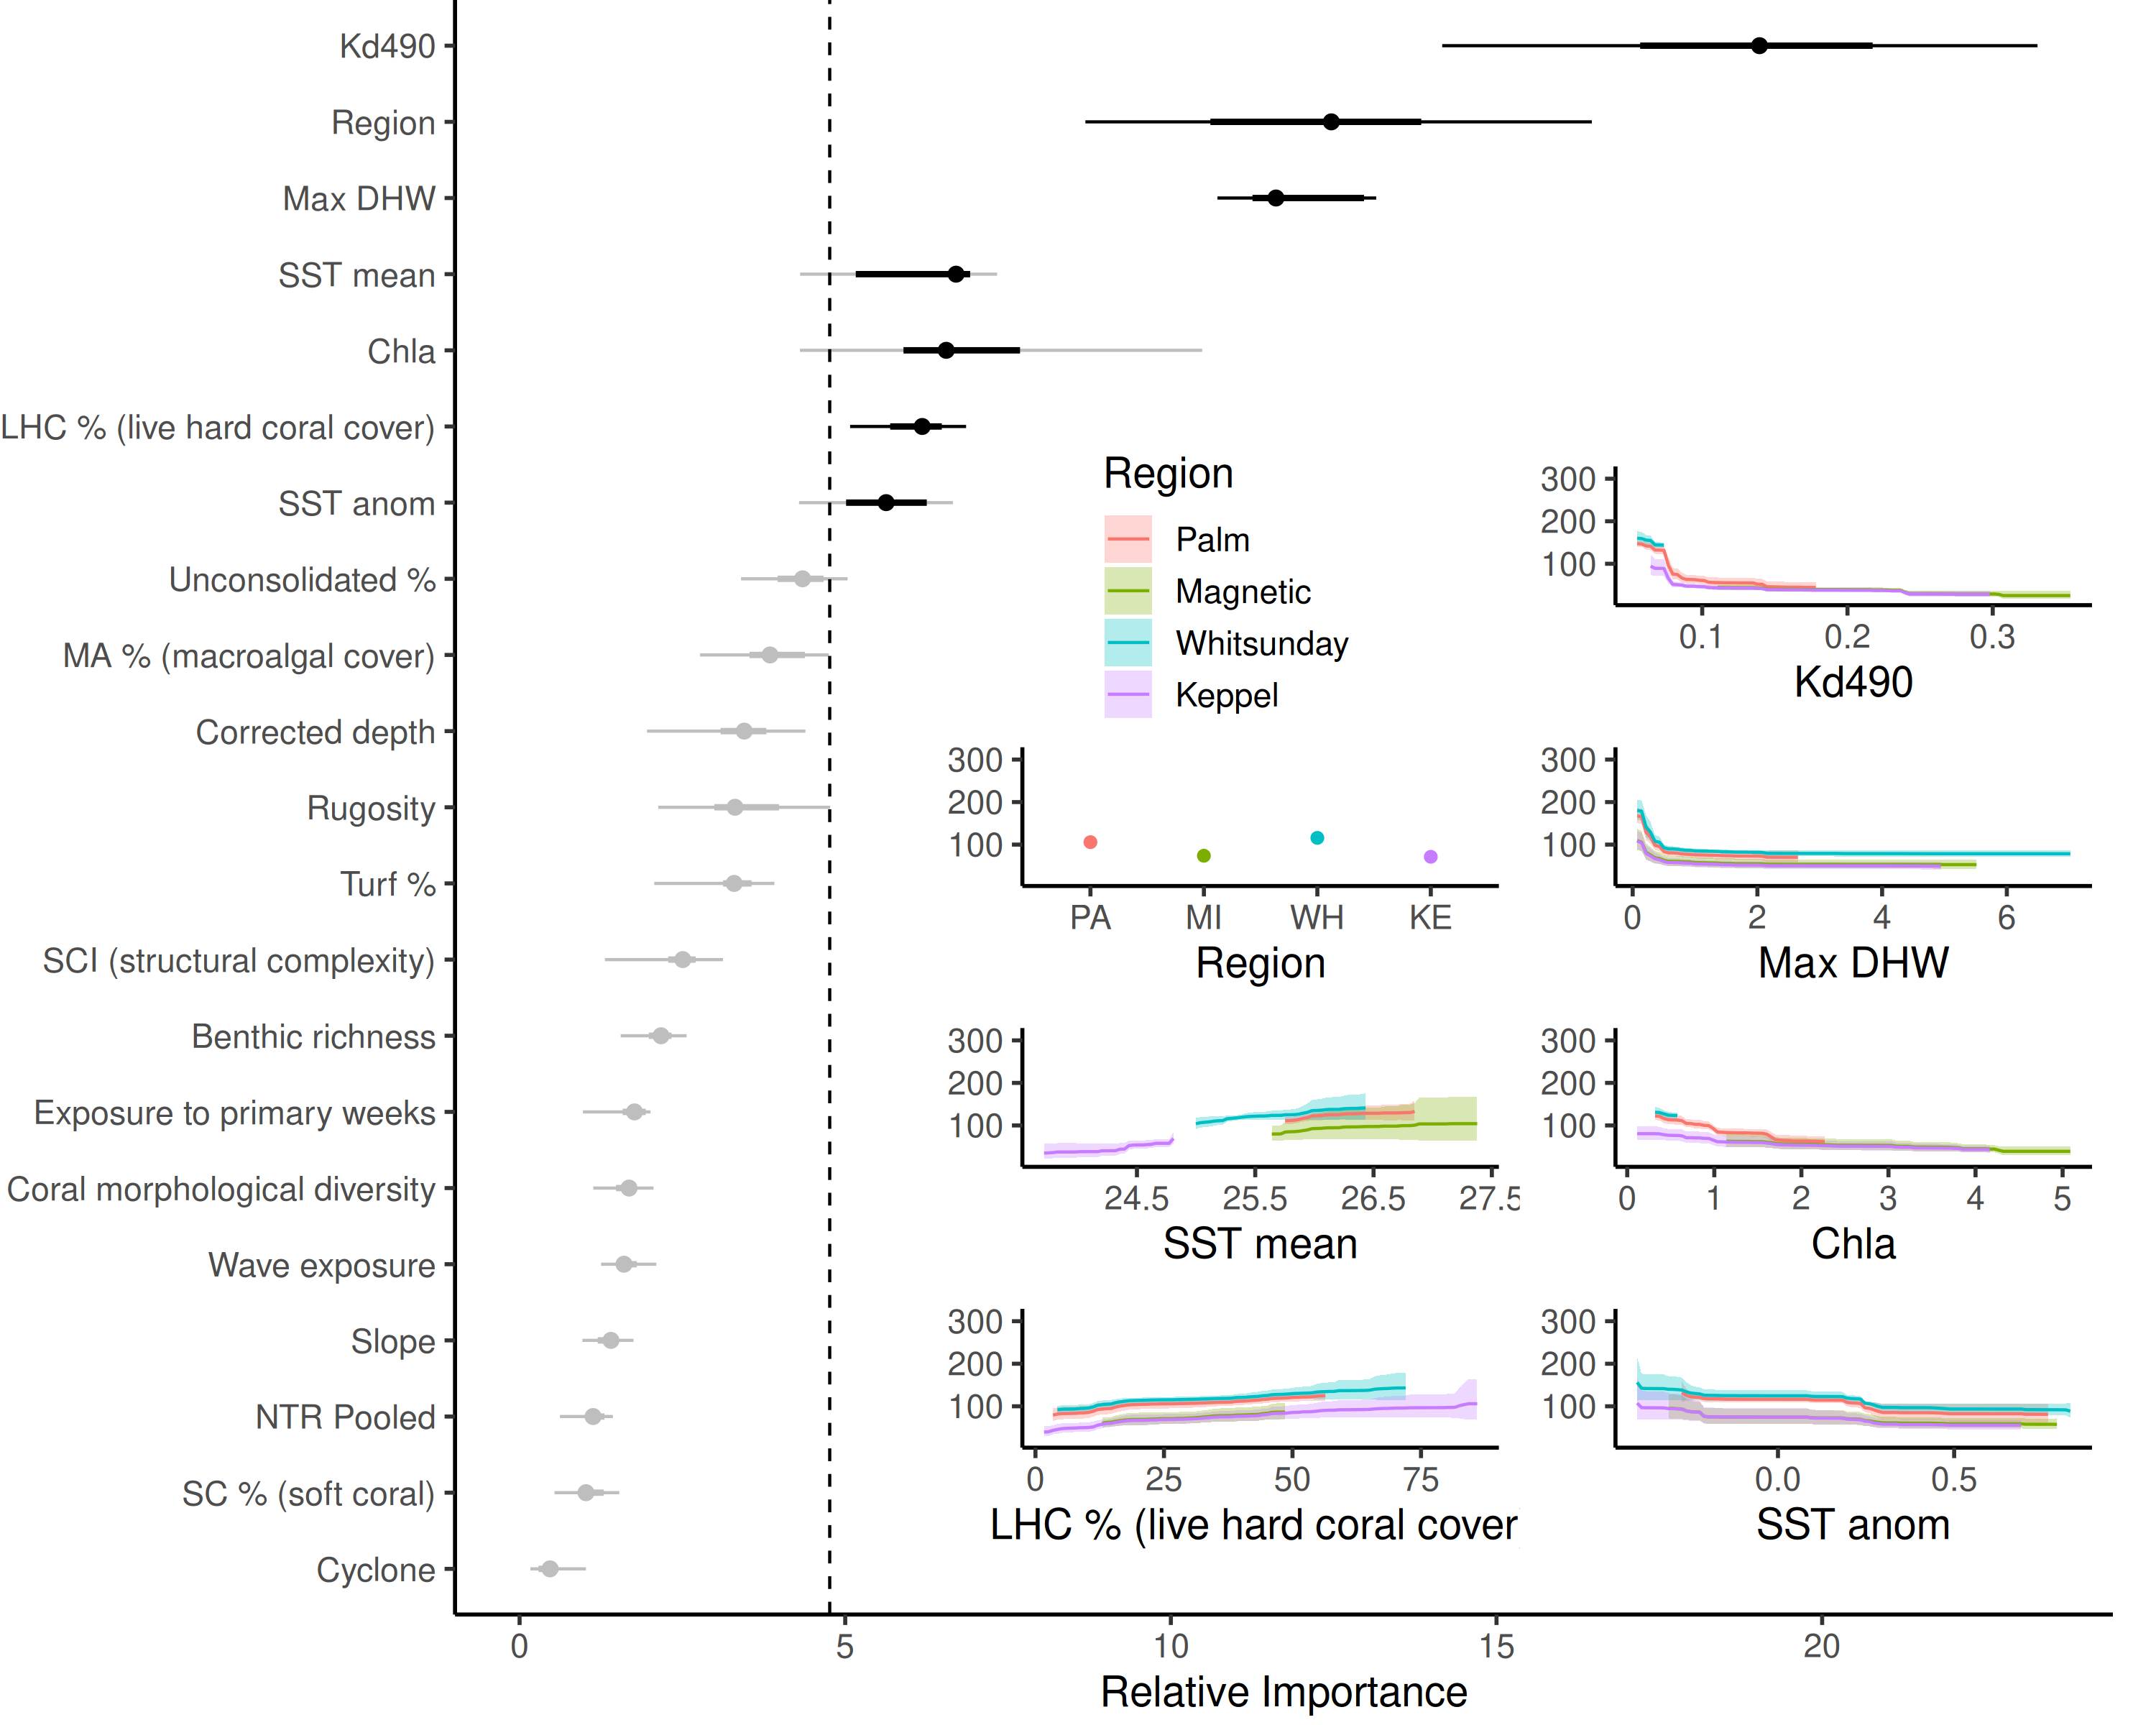 Kd490
Region
Max DHW
SST mean
Chla
LHC % (live hard coral cover)
SST anom
Unconsolidated %
MA % (macroalgal cover)
Corrected depth
Rugosity
Turf %
SCI (structural complexity)
Benthic richness
Exposure to primary weeks
Coral morphological diversity
Wave exposure
Slope
NTR Pooled
SC % (soft coral)
Cyclone
0 5 10 15 20
Relative Importance
Region
Palm
Magnetic
Whitsunday
Keppel
300
200
100
0.1 0.2 0.3
Kd490
300
200
100
PA MI WH KE
Region
300
200
100
0 2 4 6
Max DHW
300
200
100
24.5 25.5 26.5 27.5
SST mean
300
200
100
0 1 2 3 4 5
Chla
300
200
100
0 25 50 75
LHC % (live hard coral cover
300
200
100
0.0 0.5
SST anom